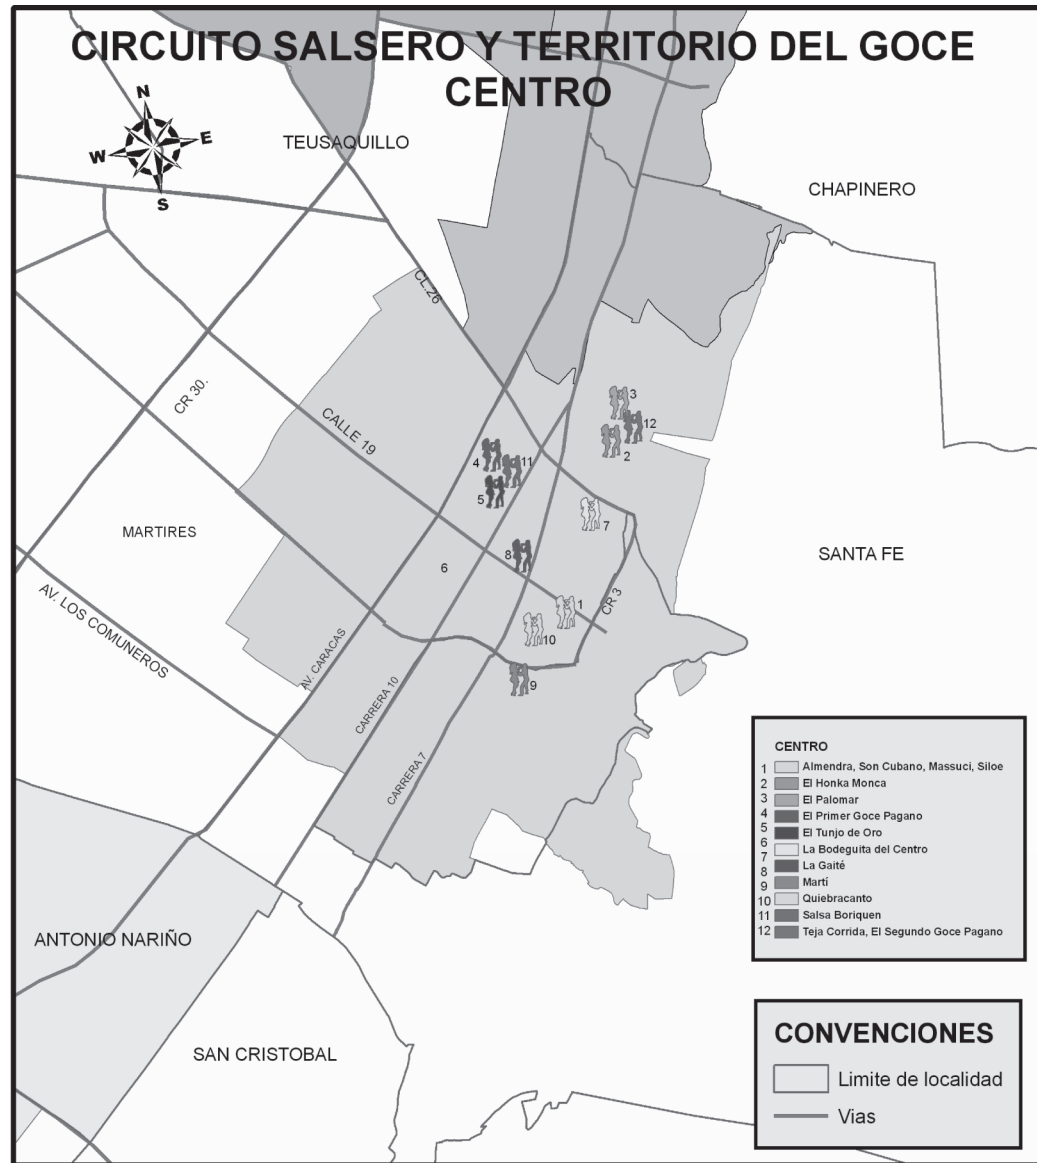 CIRCUITO SALSERO Y TERRITORIO DEL GOCE
CENTRO
N
W
E
S
TEUSAQUILLO
CHAPINERO
CL.26
CR 30.
CALLE 19
3
12
2
4
11
5
7
MARTIRES
SANTA FE
8
6
1
CR 3
10
AV. LOS COMUNEROS
AV. CARACAS
9
CARRERA 10
CARRERA 7
ANTONIO NARIÑO
SAN CRISTOBAL
CENTRO
1 Almendra, Son Cubano, Massuci, Siloe
2 El Honka Monca
3 El Palomar
4 El Primer Goce Pagano
5 El Tunjo de Oro
6 La Bodeguita del Centro
7
8 La Gaité
9 Martí
10 Quiebracanto
11 Salsa Boriquen
12 Teja Corrida, El Segundo Goce Pagano
CONVENCIONES
Limite de localidad
Vias